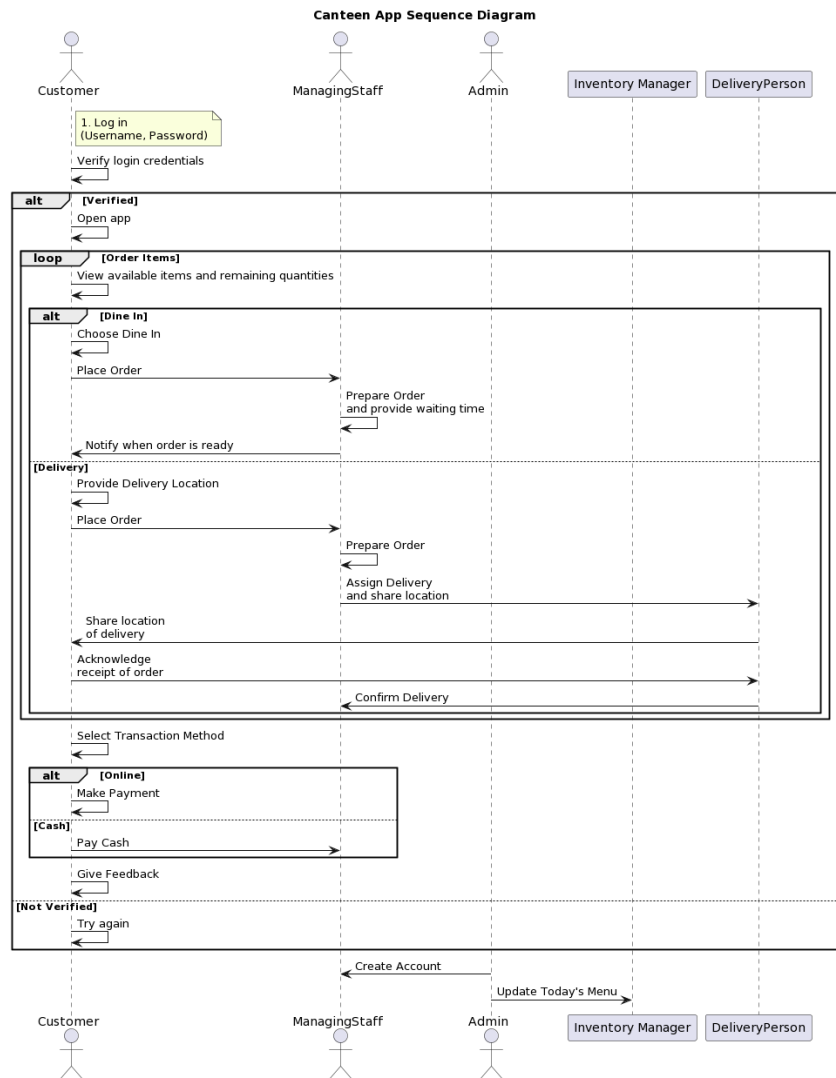 Canteen App Sequence Diagram
Customer
ManagingStaff
Admin
Inventory Manager
DeliveryPerson
1. Log in
(Username, Password)
Verify login credentials
alt [Verified]
Open app
loop [Order Items]
View available items and remaining quantities
alt [Dine In]
Choose Dine In
Place Order
Prepare Order
and provide waiting time
Notify when order is ready
[Delivery]
Provide Delivery Location
Place Order
Prepare Order
Assign Delivery
and share location
Share location
of delivery
Acknowledge
receipt of order
Confirm Delivery
Select Transaction Method
alt [Online]
Make Payment
[Cash]
Pay Cash
Give Feedback
[Not Verified]
Try again
Create Account
Update Today's Menu
Customer
ManagingStaff
Admin
Inventory Manager
DeliveryPerson